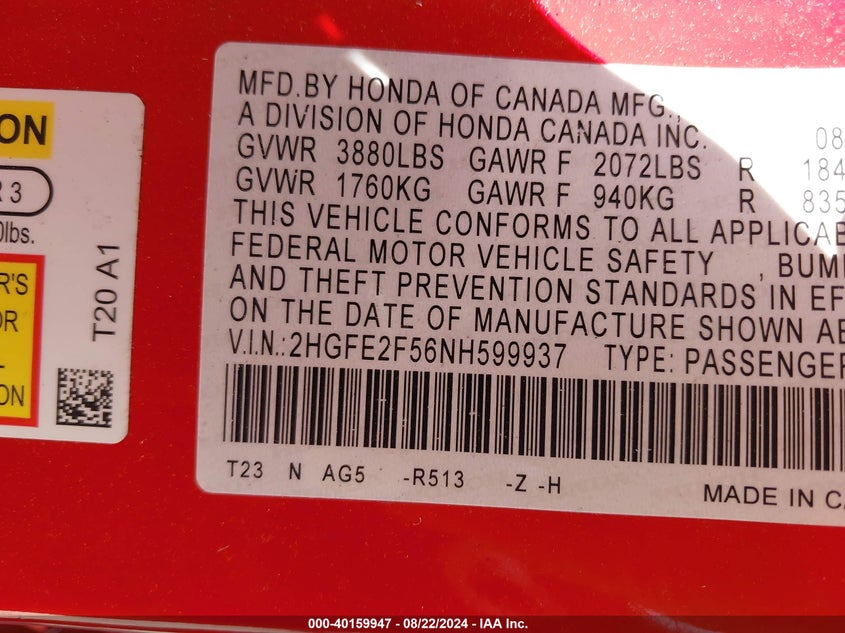 ON
R 3
lbs.
R'S
OR
ON
T20 A1
MFD.BY HONDA OF CANADA MFG.,
A DIVISION OF HONDA CANADA INC. 08
GVWR 3880LBS GAWR F 2072LBS R 184
GVWR 1760KG GAWR F 940KG R 835
THIS VEHICLE CONFORMS TO ALL APPLICAB
FEDERAL MOTOR VEHICLE SAFETY , BUM
AND THEFT PREVENTION STANDARDS IN EF
ON THE DATE OF MANUFACTURE SHOWN AB
V.I.N.:2HGFE2F56NH599937 TYPE: PASSENGER
T23 N AG5 -R513 -Z -H
MADE IN CA
000-40159947 - 08/22/2024 - IAA Inc.